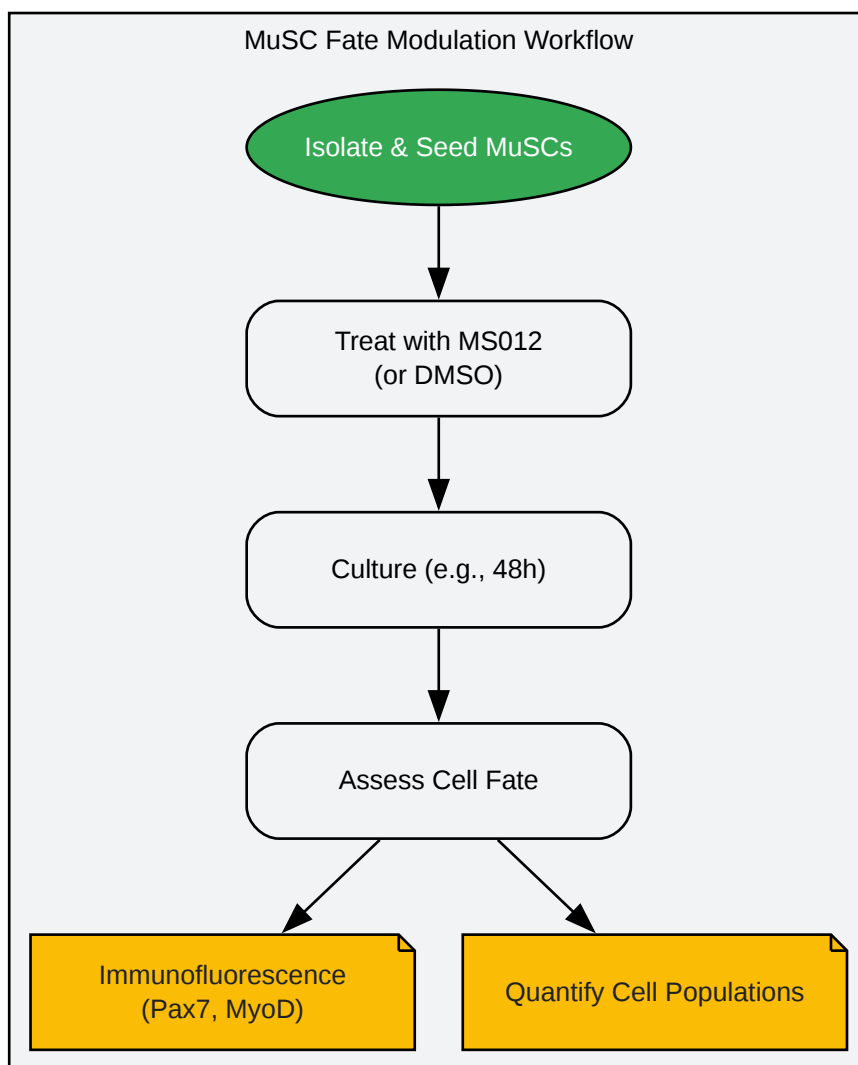 MuSC Fate Modulation Workflow
Isolate & Seed MuSCs
Treat with MS012
(or DMSO)
Culture (e.g., 48h)
Assess Cell Fate
Immunofluorescence
(Pax7, MyoD)
Quantify Cell Populations